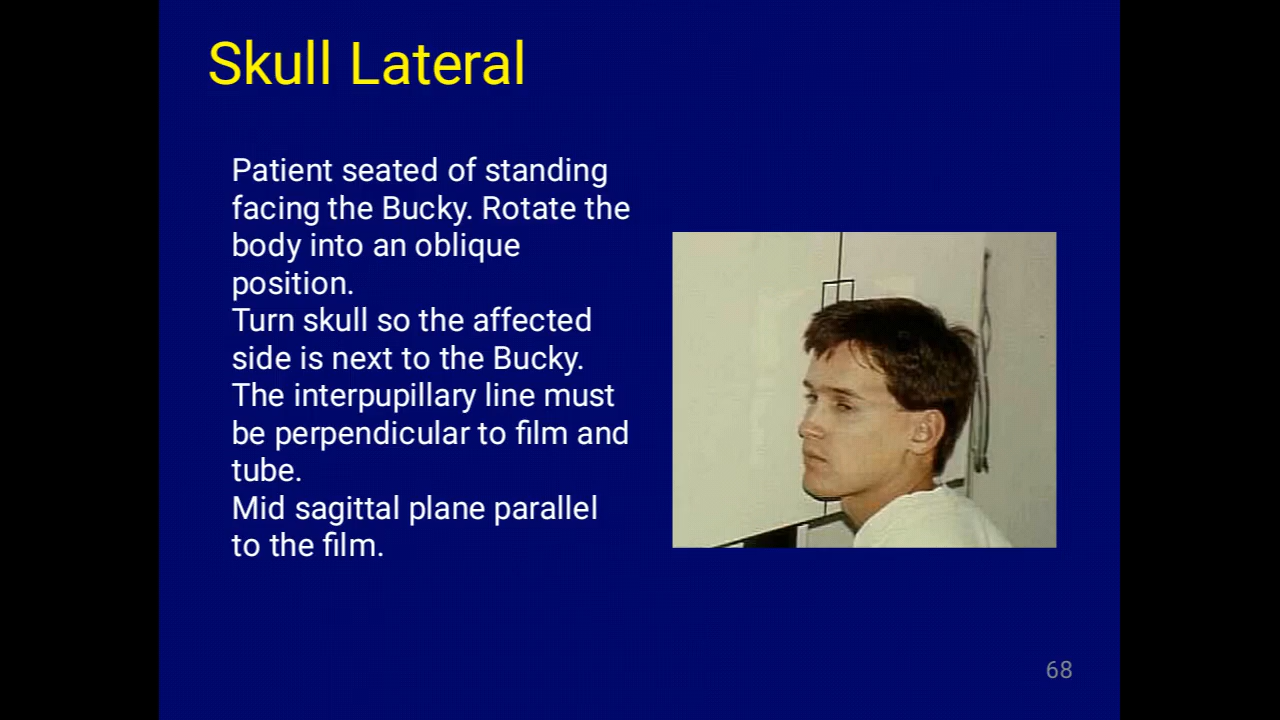 Skull Lateral
Patient seated of standing
facing the Bucky. Rotate the
body into an oblique
position.
Turn skull so the affected
side is next to the Bucky.
The interpupillary line must
be perpendicular to film and
tube.
Mid sagittal plane parallel
to the film.
68